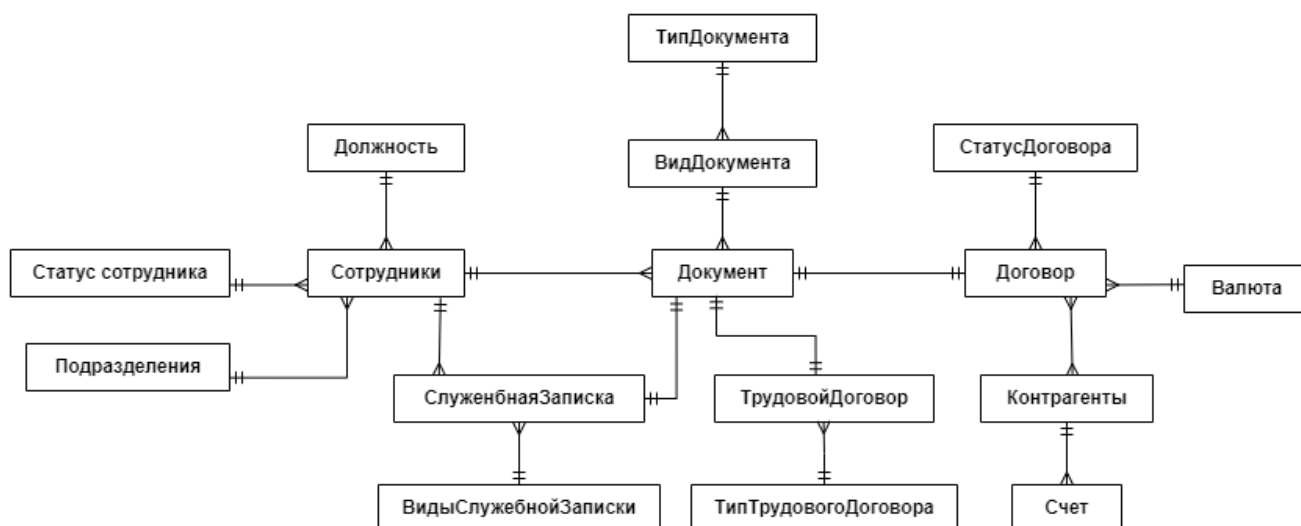 ТипДокумента
Должность
ВидДокумента
СтатусДоговора
Статус сотрудника
Сотрудники
Документ
Договор
Валюта
Подразделения
СлуженбнаяЗаписка
ТрудовойДоговор
Контрагенты
ВидыСлужебнойЗаписки
ТипТрудовогоДоговора
Счет